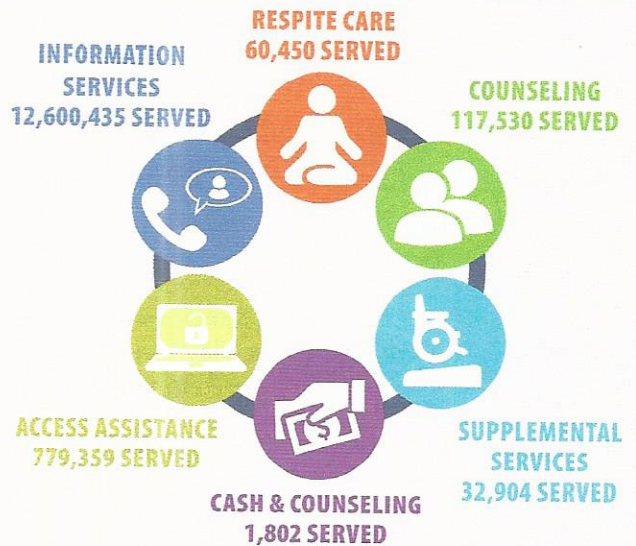 RESPITE CARE
60,450 SERVED
INFORMATION
SERVICES
12,600,435 SERVED
COUNSELING
117,530 SERVED
ACCESS ASSISTANCE
779,359 SERVED
SUPPLEMENTAL
SERVICES
32,904 SERVED
CASH & COUNSELING
1,802 SERVED